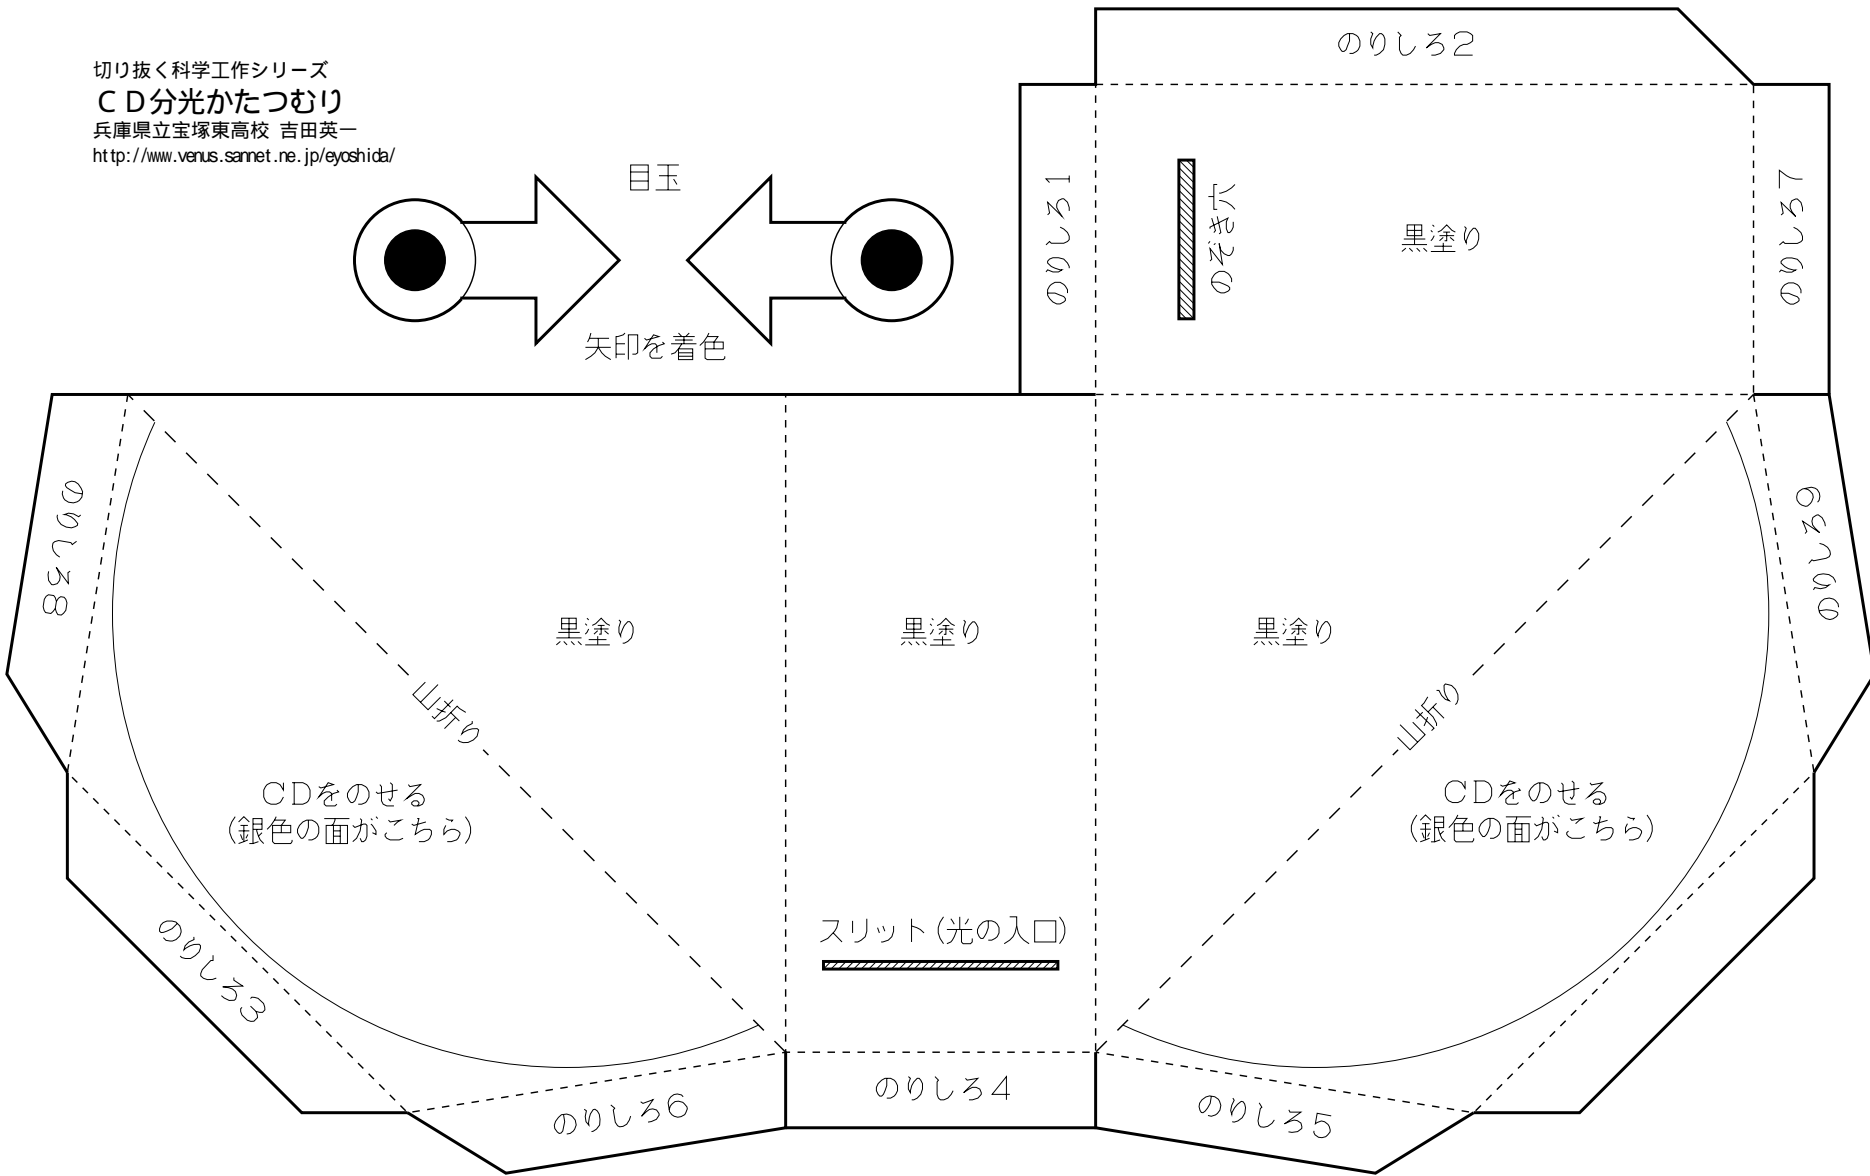 切り抜く科学工作シリーズ
ＣＤ分光かたつむり
兵庫県立宝塚東高校 吉田英一
http://www.venus.sannet.ne.jp/eyoshida/
目玉
矢印を着色
のりしろ2
のりしろ1
のぞき穴
黒塗り
のりしろ7
のりしろ8
黒塗り
黒塗り
黒塗り
のりしろ9
山折り
山折り
CDをのせる
(銀色の面がこちら)
CDをのせる
(銀色の面がこちら)
スリット(光の入口)
のりしろ3
のりしろ6
のりしろ4
のりしろ5